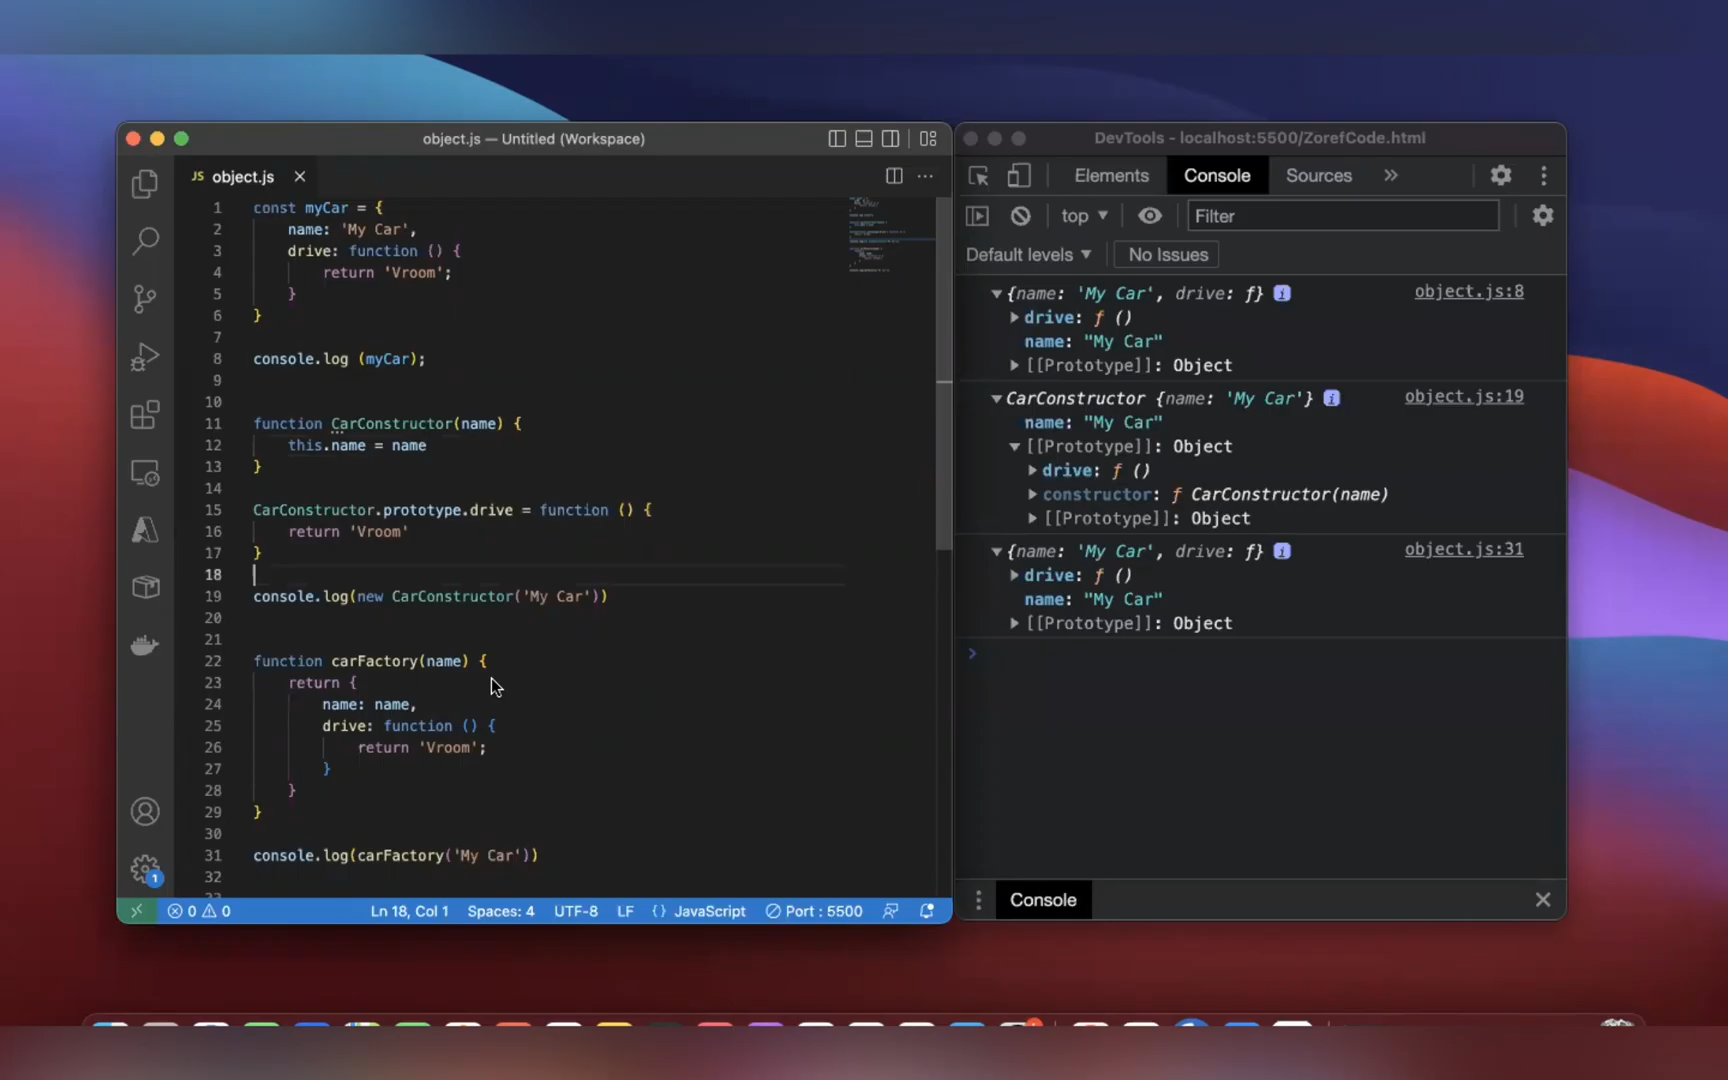 object.js — Untitled (Workspace)
JS object.js ×
1 const myCar = {
2 name: 'My Car',
3 drive: function () {
4 return 'Vroom';
5 }
6 }
7
8 console.log (myCar);
9
10
11 function CarConstructor(name) {
12 this.name = name
13 }
14
15 CarConstructor.prototype.drive = function () {
16 return 'Vroom'
17 }
18
19 console.log(new CarConstructor('My Car'))
20
21
22 function carFactory(name) {
23 return {
24 name: name,
25 drive: function () {
26 return 'Vroom';
27 }
28 }
29 }
30
31 console.log(carFactory('My Car'))
32
1
0 0 Ln 18, Col 1 Spaces: 4 UTF-8 LF {} JavaScript Port : 5500
DevTools - localhost:5500/ZorefCode.html
Elements Console Sources »
top ▼ Filter
Default levels ▼ No Issues
▼{name: 'My Car', drive: ƒ} i object.js:8
▶drive: ƒ ()
name: "My Car"
▶[[Prototype]]: Object
▼CarConstructor {name: 'My Car'} i object.js:19
name: "My Car"
▼[[Prototype]]: Object
▶drive: ƒ ()
▶constructor: ƒ CarConstructor(name)
▶[[Prototype]]: Object
▼{name: 'My Car', drive: ƒ} i object.js:31
▶drive: ƒ ()
name: "My Car"
▶[[Prototype]]: Object
>
Console